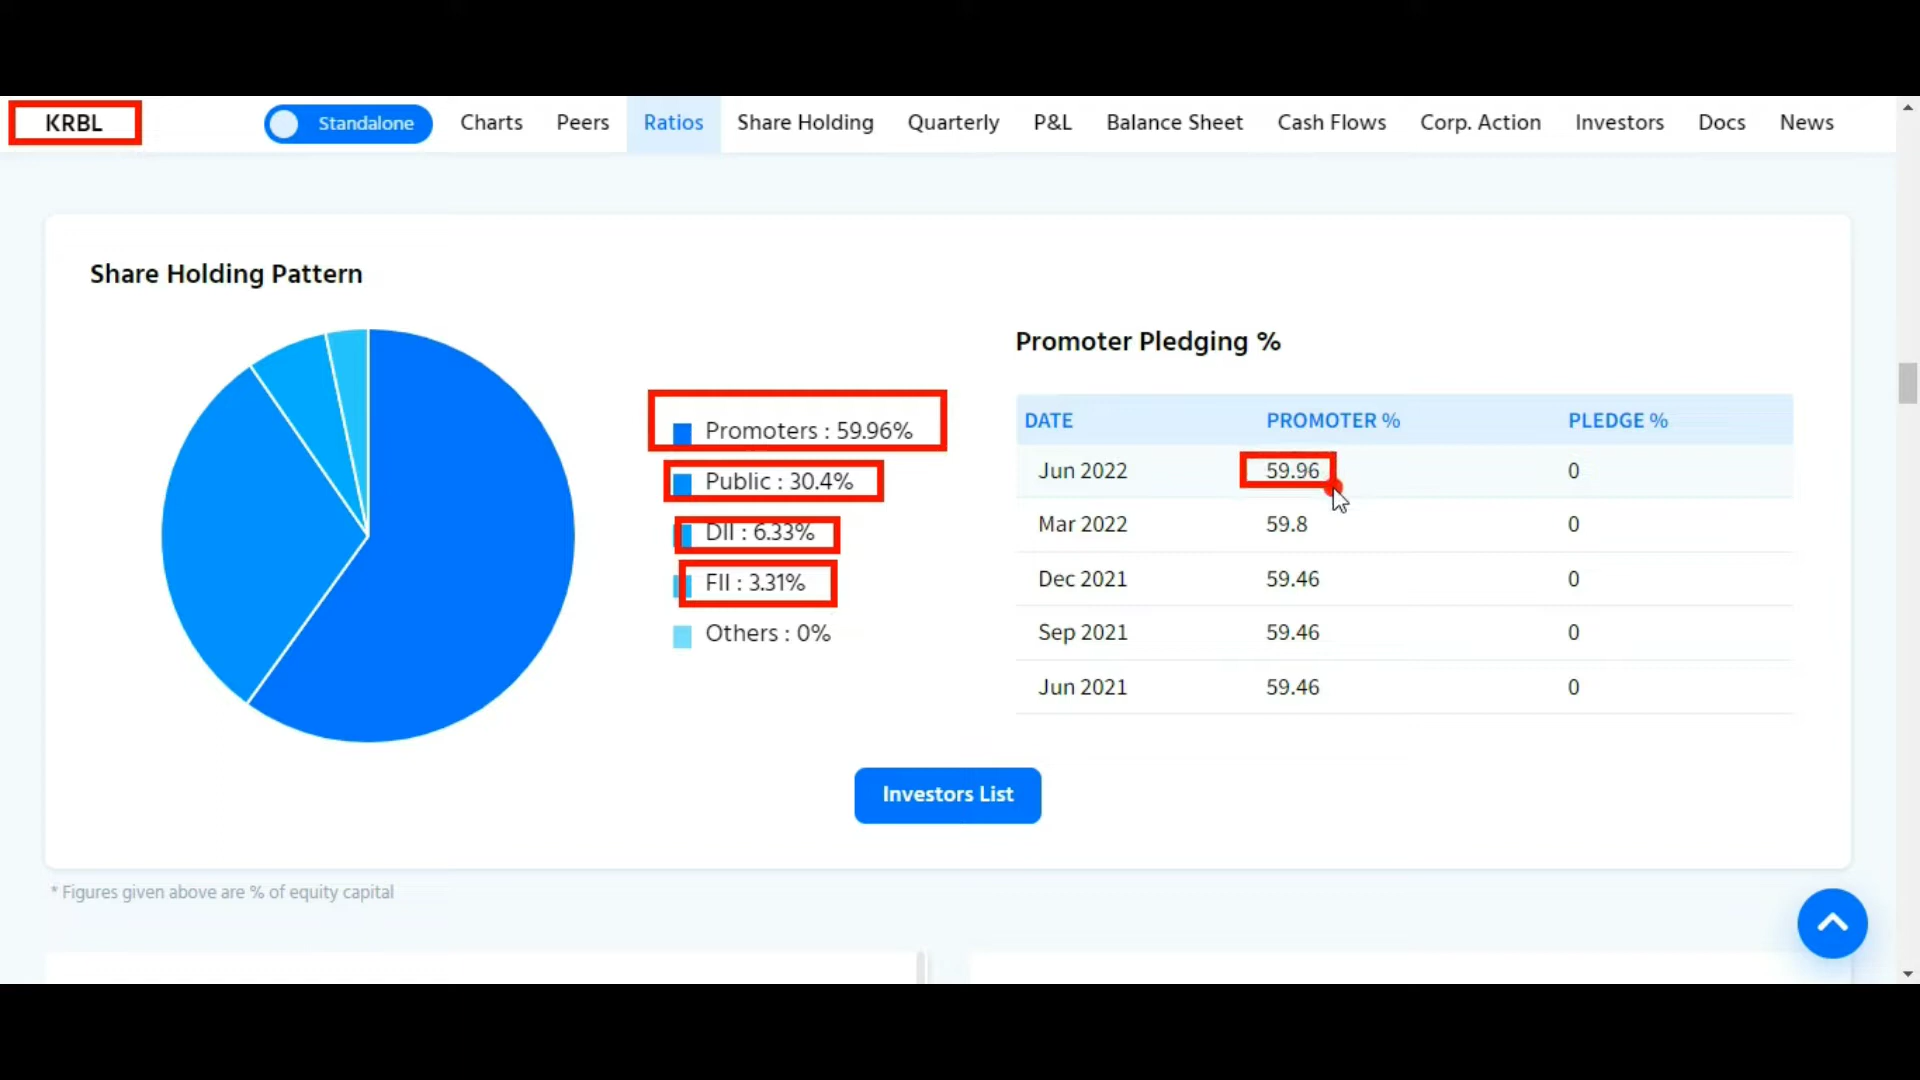 KRBL
Standalone Charts Peers Ratios Share Holding Quarterly P&L Balance Sheet Cash Flows Corp. Action Investors Docs News
Share Holding Pattern
Promoters : 59.96%
Public : 30.4%
DII : 6.33%
FII : 3.31%
Others : 0%
Promoter Pledging %
DATE PROMOTER % PLEDGE %
Jun 2022 59.96 0
Mar 2022 59.8 0
Dec 2021 59.46 0
Sep 2021 59.46 0
Jun 2021 59.46 0
Investors List
* Figures given above are % of equity capital